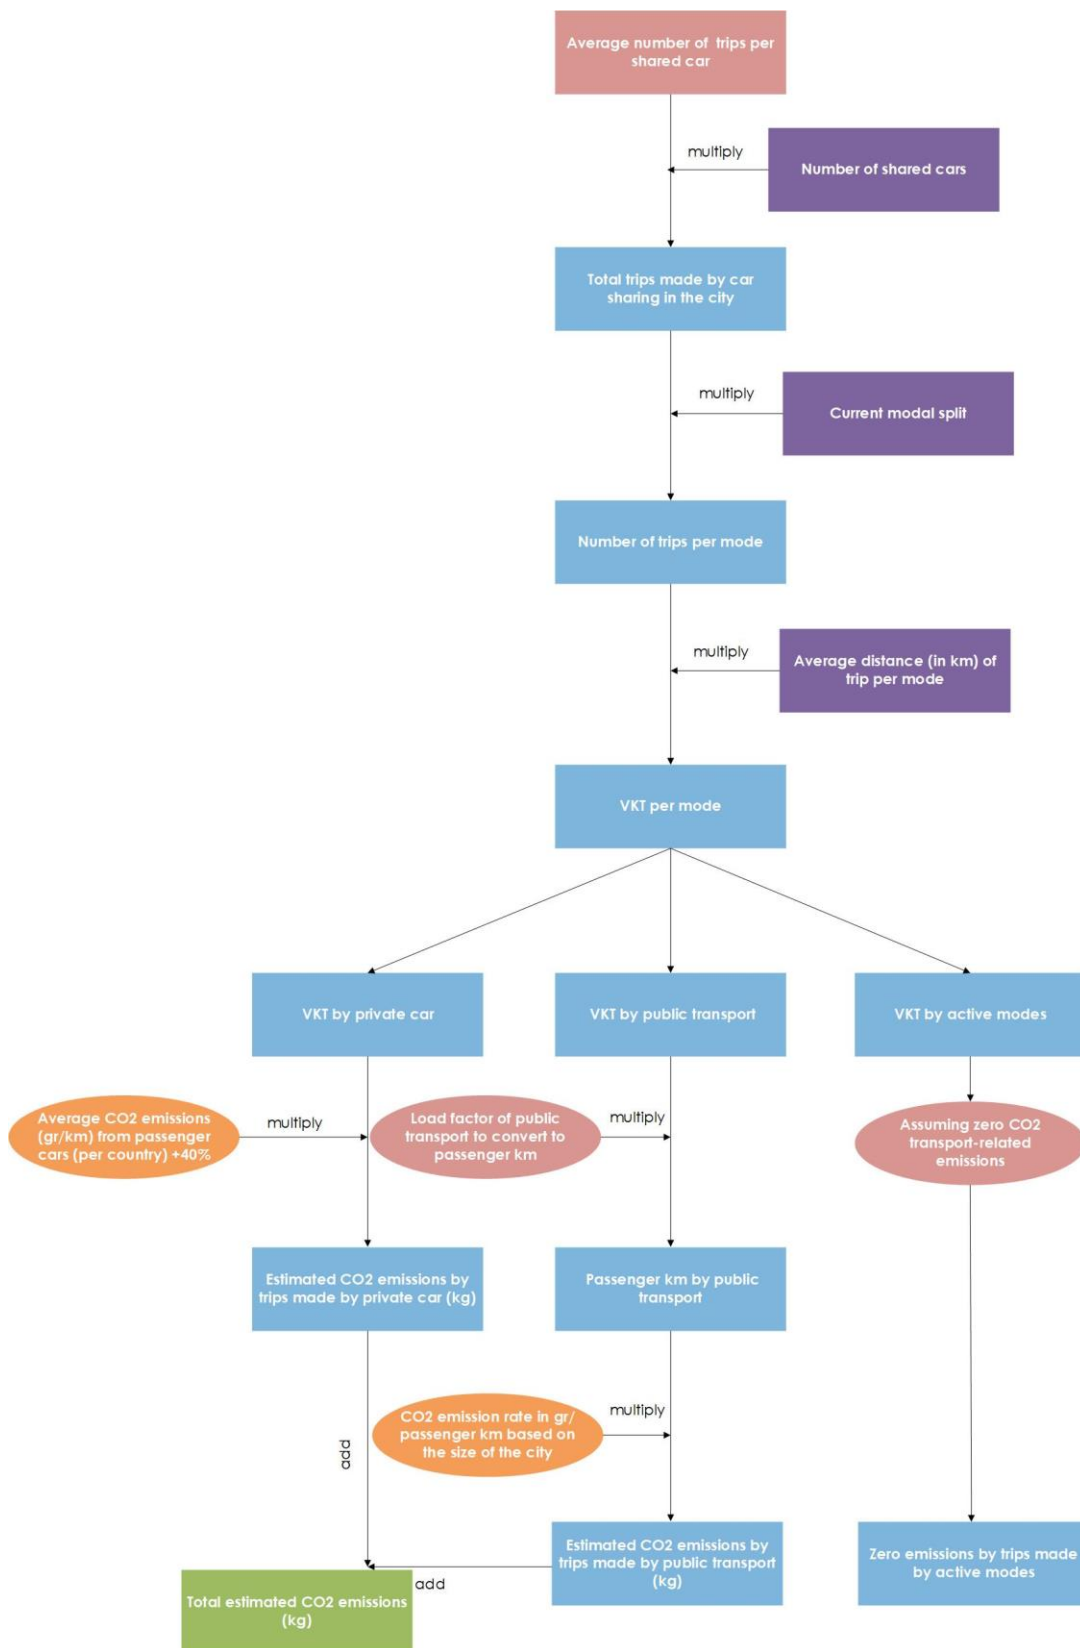 Average number of trips per
shared car
multiply
Number of shared cars
Total trips made by car
sharing in the city
multiply
Current modal split
Number of trips per mode
multiply
Average distance (in km) of
trip per mode
VKT per mode
VKT by private car
VKT by public transport
VKT by active modes
Average CO2 emissions
(gr/km) from passenger
cars (per country) +40%
multiply
Load factor of public
transport to convert to
passenger km
multiply
Assuming zero CO2
transport-related
emissions
Estimated CO2 emissions by
trips made by private car (kg)
Passenger km by public
transport
CO2 emission rate in gr/
passenger km based on
the size of the city
multiply
add
Estimated CO2 emissions by
trips made by public transport
(kg)
Zero emissions by trips made
by active modes
add
Total estimated CO2 emissions
(kg)